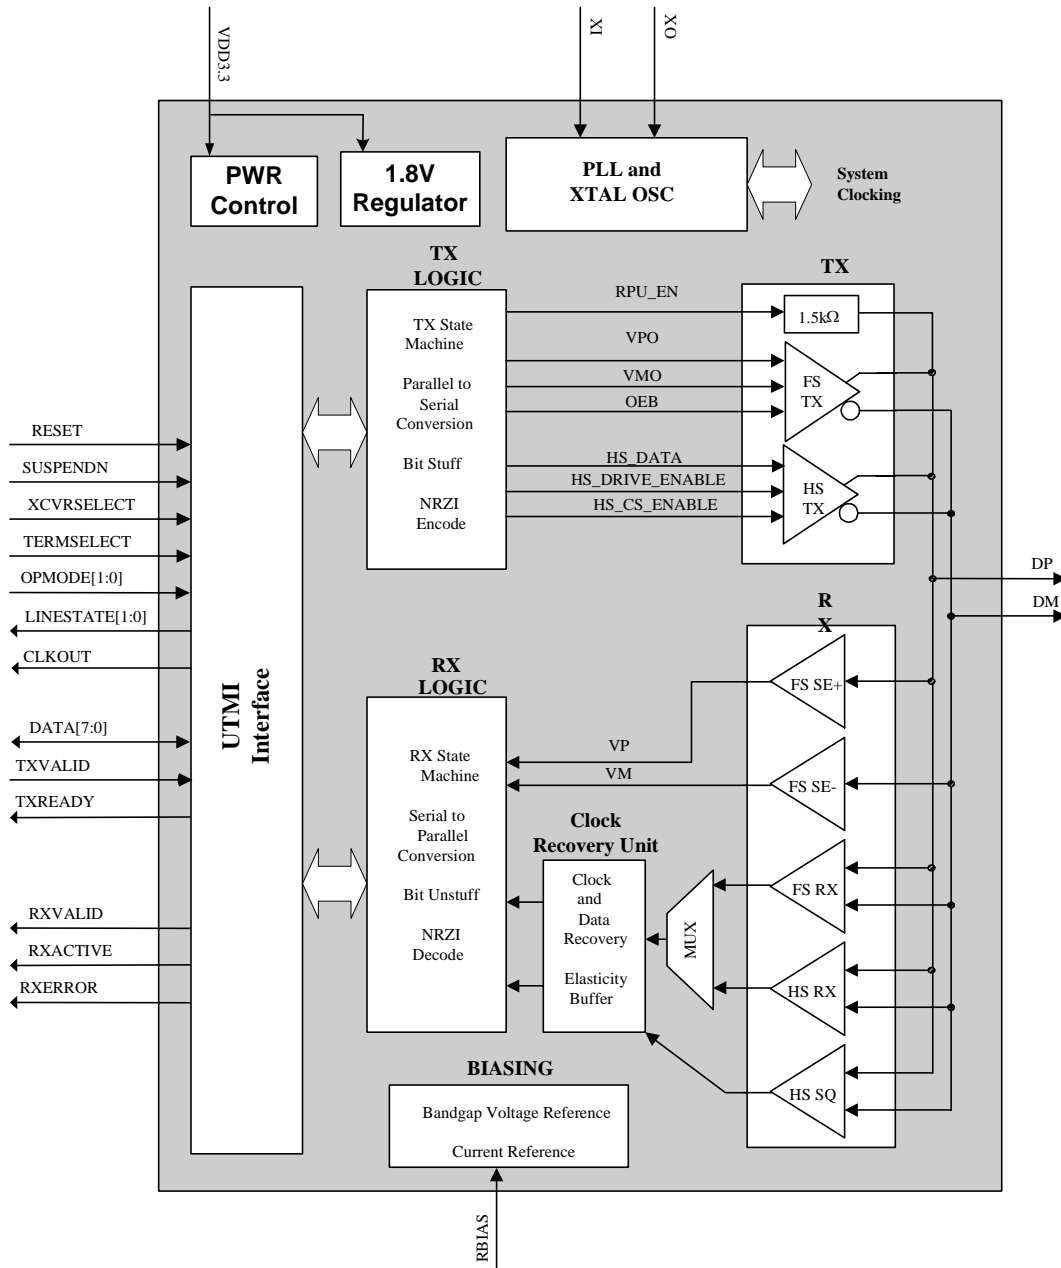 VDD3.3
XI
XO
PWR
Control
1.8V
Regulator
PLL and
XTAL OSC
System
Clocking
TX
LOGIC
TX State
Machine
Parallel to
Serial
Conversion
Bit Stuff
NRZI
Encode
RPU_EN
VPO
VMO
OEB
HS_DATA
HS_DRIVE_ENABLE
HS_CS_ENABLE
TX
1.5kΩ
FS
TX
HS
TX
RESET
SUSPENDN
XCVRSELECT
TERMSELECT
OPMODE[1:0]
LINESTATE[1:0]
CLKOUT
DATA[7:0]
TXVALID
TXREADY
RXVALID
RXACTIVE
RXERROR
UTMI
Interface
DP
DM
RX
LOGIC
RX State
Machine
Serial to
Parallel
Conversion
Bit Unstuff
NRZI
Decode
VP
VM
Clock
Recovery Unit
Clock
and
Data
Recovery
Elasticity
Buffer
MUX
R
X
FS SE+
FS SE-
FS RX
HS RX
HS SQ
BIASING
Bandgap Voltage Reference
Current Reference
RBIAS